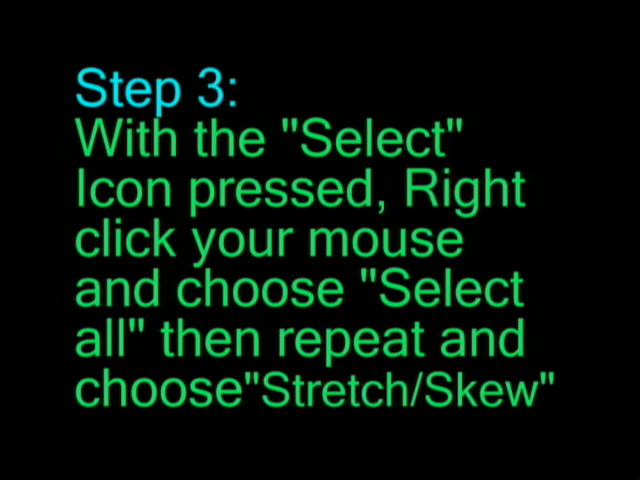 Step 3:
With the "Select"
Icon pressed, Right
click your mouse
and choose "Select
all" then repeat and
choose"Stretch/Skew"